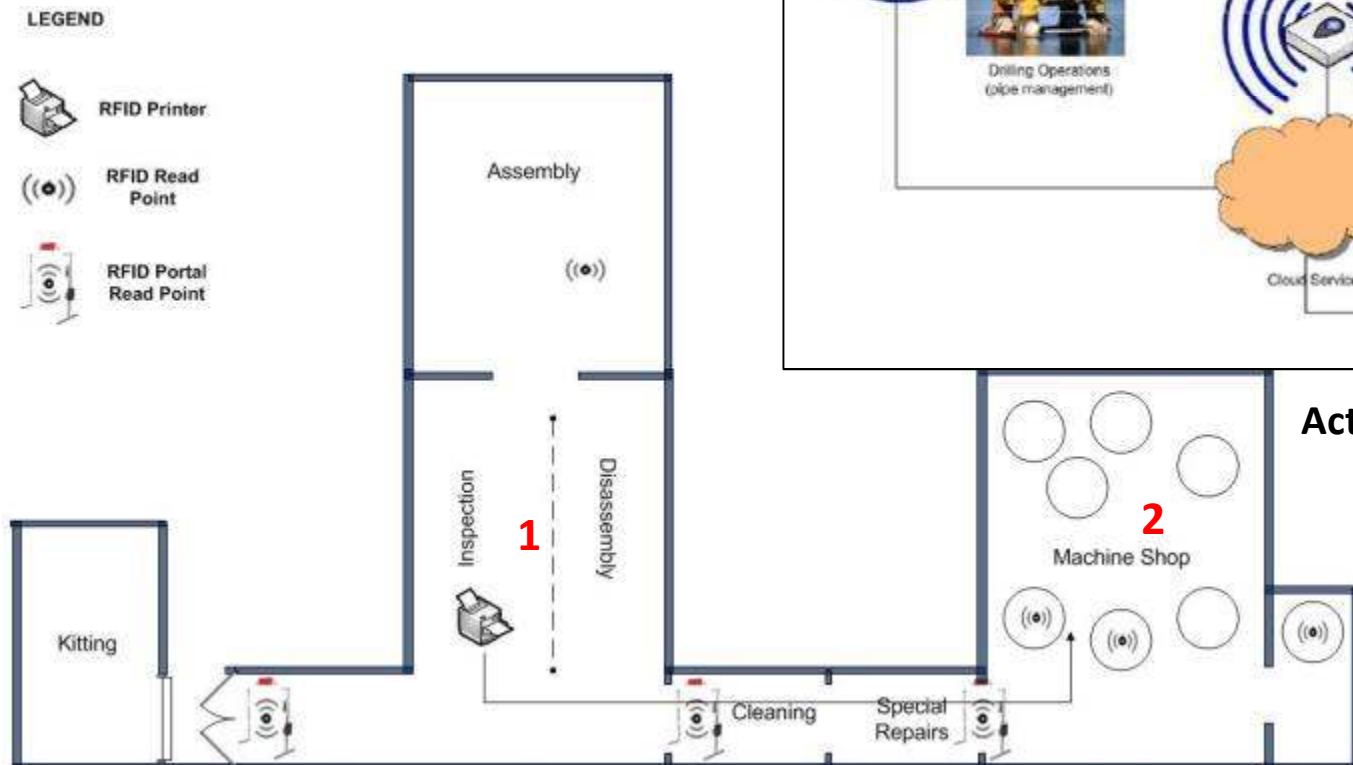 LEGEND
RFID Printer
RFID Read
Point
RFID Portal
Read Point
Drilling Operations
(pipe management)
Cloud Service
Act
Assembly
Inspection
1
Disassembly
2
Machine Shop
Kitting
Cleaning
Special
Repairs